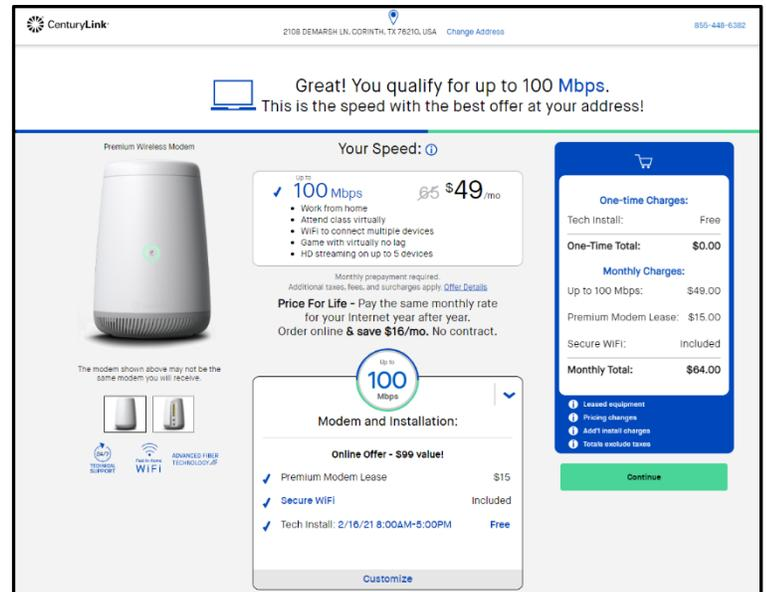 CenturyLink
2108 DEMARSH LN, CORINTH, TX 76210, USA Change Address
855-448-6382
Great! You qualify for up to 100 Mbps.
This is the speed with the best offer at your address!
Premium Wireless Modem
The modem shown above may not be the
same modem you will receive.
24/7
TECHNICAL
SUPPORT
Fast In-Home
WiFi
ADVANCED FIBER
TECHNOLOGY
Your Speed:
Up to
100 Mbps
65 $49/mo
Work from home
Attend class virtually
WiFi to connect multiple devices
Game with virtually no lag
HD streaming on up to 5 devices
Monthly prepayment required.
Additional taxes, fees, and surcharges apply. Offer Details
Price For Life - Pay the same monthly rate
for your Internet year after year.
Order online & save $16/mo. No contract.
Up to
100
Mbps
Modem and Installation:
Online Offer - $99 value!
Premium Modem Lease $15
Secure WiFi Included
Tech Install: 2/16/21 8:00AM-5:00PM Free
Customize
One-time Charges:
Tech Install: Free
One-Time Total: $0.00
Monthly Charges:
Up to 100 Mbps: $49.00
Premium Modem Lease: $15.00
Secure WiFi: Included
Monthly Total: $64.00
Leased equipment
Pricing changes
Add'l install charges
Totals exclude taxes
Continue